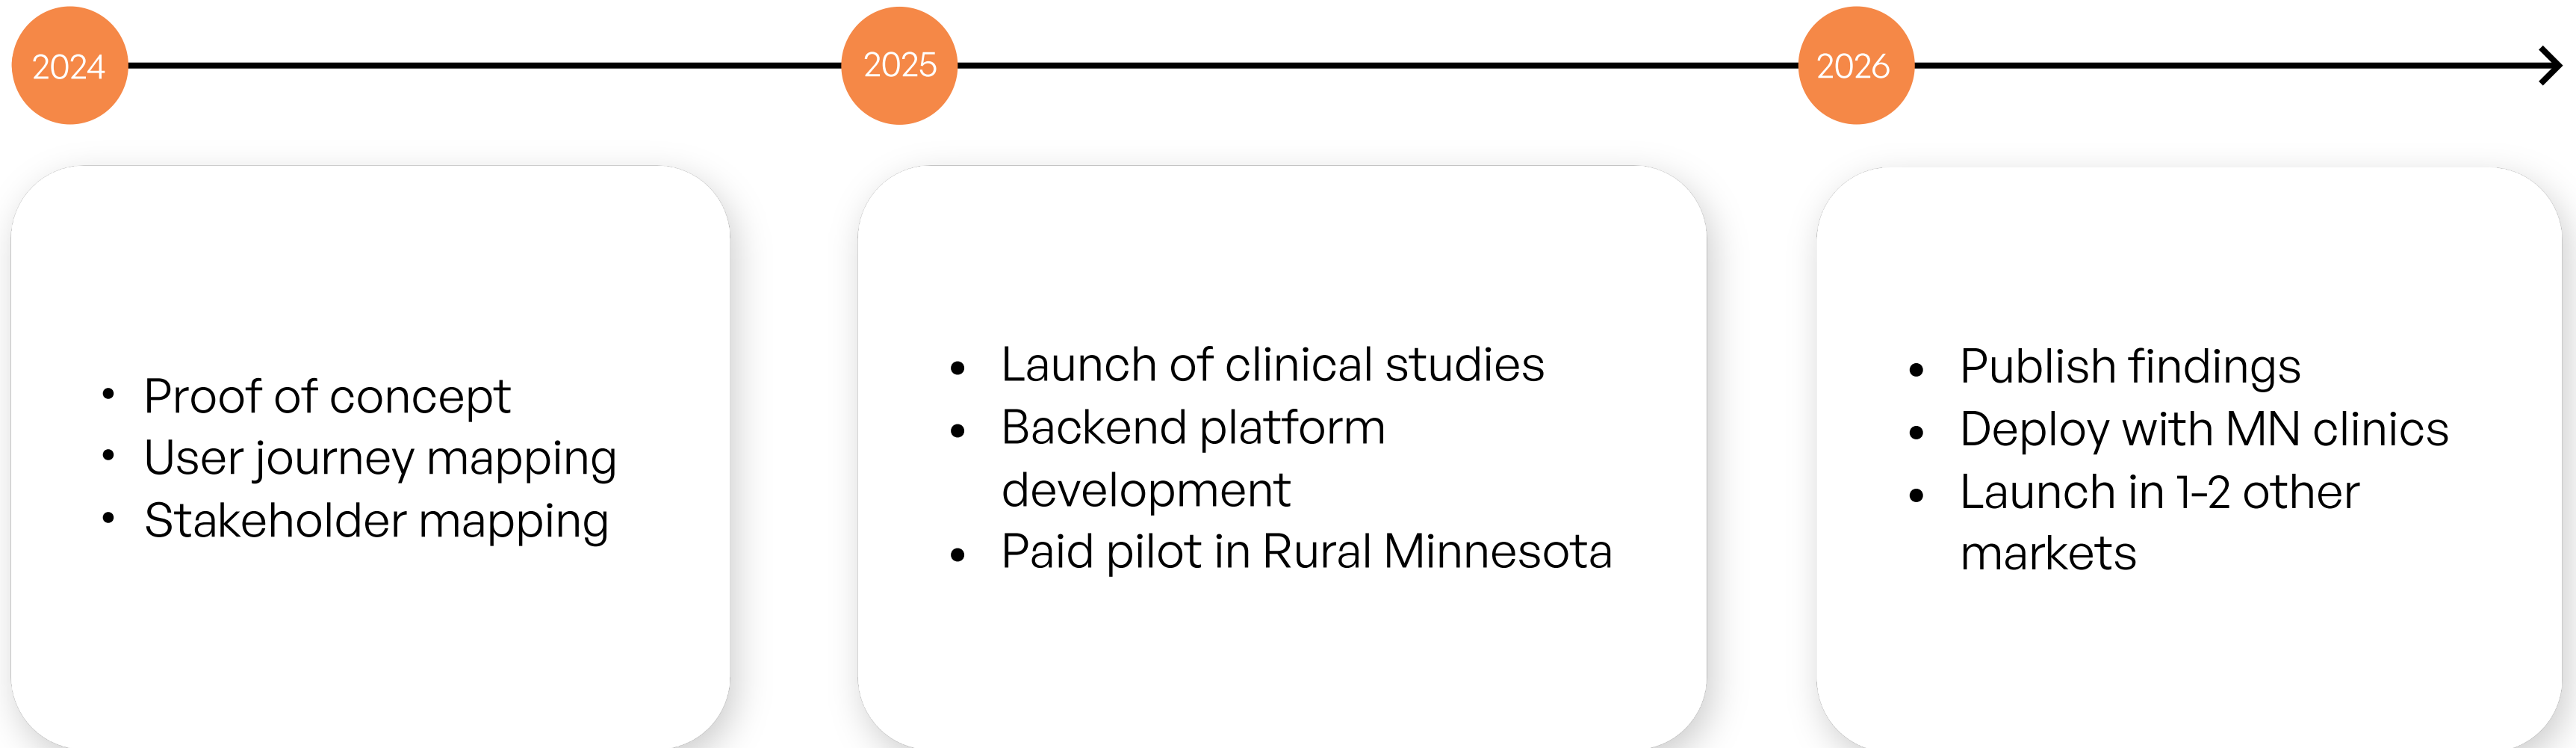 2024
2025
2026
• Proof of concept
• User journey mapping
• Stakeholder mapping
• Launch of clinical studies
• Backend platform
development
• Paid pilot in Rural Minnesota
• Publish findings
• Deploy with MN clinics
• Launch in 1-2 other
markets